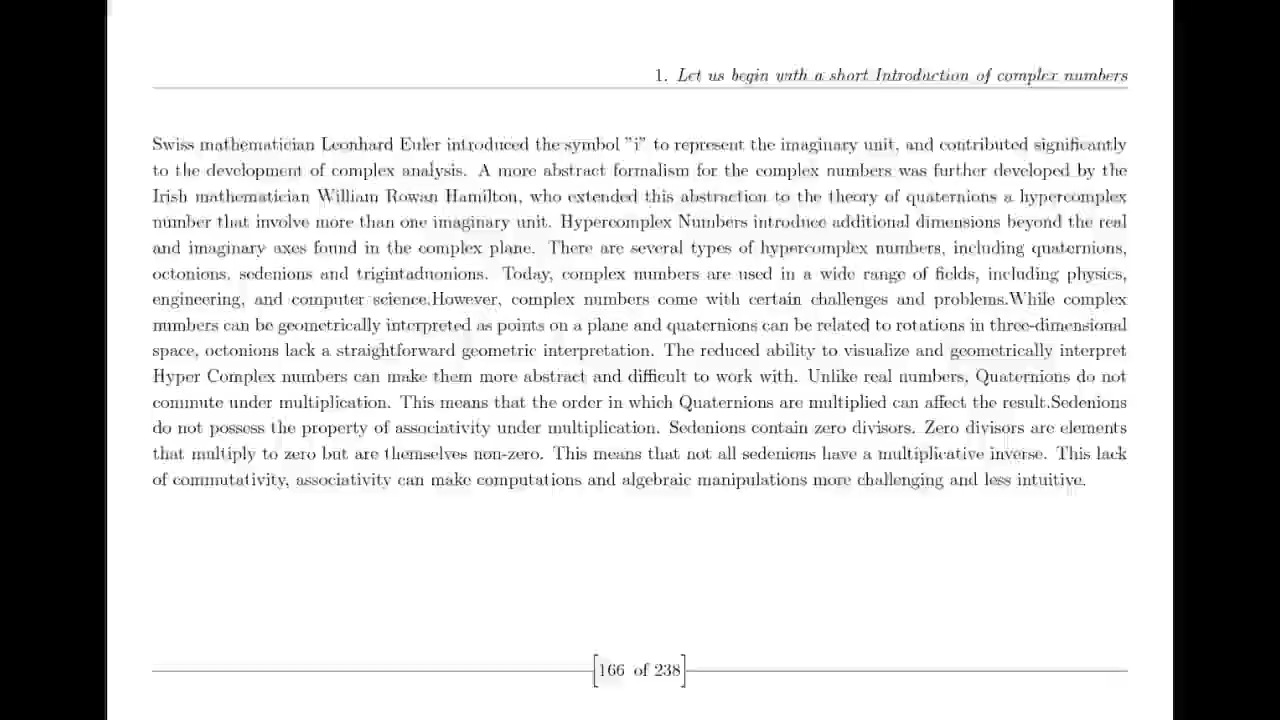 1. Let us begin with a short Introduction of complex numbers
Swiss mathematician Leonhard Euler introduced the symbol "i" to represent the imaginary unit, and contributed significantly
to the development of complex analysis. A more abstract formalism for the complex numbers was further developed by the
Irish mathematician William Rowan Hamilton, who extended this abstraction to the theory of quaternions a hypercomplex
number that involve more than one imaginary unit. Hypercomplex Numbers introduce additional dimensions beyond the real
and imaginary axes found in the complex plane. There are several types of hypercomplex numbers, including quaternions,
octonions, sedenions and trigintaduonions. Today, complex numbers are used in a wide range of fields, including physics,
engineering, and computer science.However, complex numbers come with certain challenges and problems.While complex
numbers can be geometrically interpreted as points on a plane and quaternions can be related to rotations in three-dimensional
space, octonions lack a straightforward geometric interpretation. The reduced ability to visualize and geometrically interpret
Hyper Complex numbers can make them more abstract and difficult to work with. Unlike real numbers, Quaternions do not
commute under multiplication. This means that the order in which Quaternions are multiplied can affect the result.Sedenions
do not possess the property of associativity under multiplication. Sedenions contain zero divisors. Zero divisors are elements
that multiply to zero but are themselves non-zero. This means that not all sedenions have a multiplicative inverse. This lack
of commutativity, associativity can make computations and algebraic manipulations more challenging and less intuitive.
166 of 238